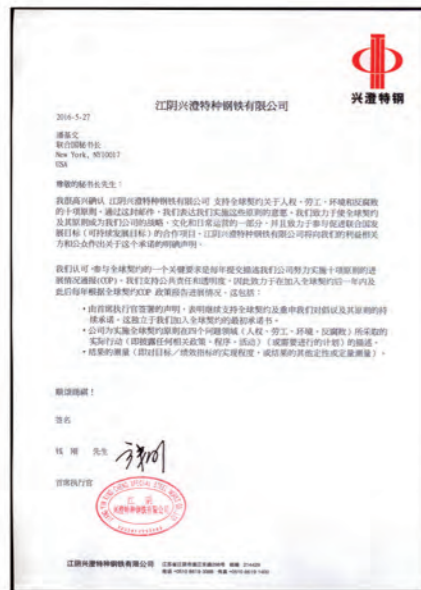 兴澄特钢
江阴兴澄特种钢铁有限公司
2016-5-27
潘基文
联合国秘书长
New York, NY10017
USA
尊敬的秘书长先生：
我很高兴确认 江阴兴澄特种钢铁有限公司 支持全球契约关于人权、劳工、环境和反腐败
的十项原则。通过这封邮件，我们表达我们实施这些原则的意愿。我们致力于使全球契约
及其原则成为我们公司的战略、文化和日常运营的一部分，并且致力于参与促进联合国发
展目标（可持续发展目标）的合作项目。江阴兴澄特种钢铁有限公司将向我们的利益相关
方和公众作出关于这个承诺的明确声明。
我们认可，参与全球契约的一个关键要求是每年提交描述我们公司努力实施十项原则的进
展情况通报(COP)。我们支持公共责任和透明度，因此致力于在加入全球契约后一年内及
此后每年根据全球契约COP 政策报告进展情况。这包括：
· 由首席执行官签署的声明，表明继续支持全球契约及重申我们对倡议及其原则的持
续承诺。这独立于我们加入全球契约的最初承诺书。
· 公司为实施全球契约原则在四个问题领域（人权、劳工、环境、反腐败）所采取的
实际行动（即披露任何相关政策、程序、活动）（或需要进行的计划）的描述。
· 结果的测量（即对目标／绩效指标的实现程度，或结果的其他定性或定量测量）。
顺颂德祺！
签名
钱 刚 先生
首席执行官
江阴
兴澄特种钢铁有限公司
江阴兴澄特种钢铁有限公司